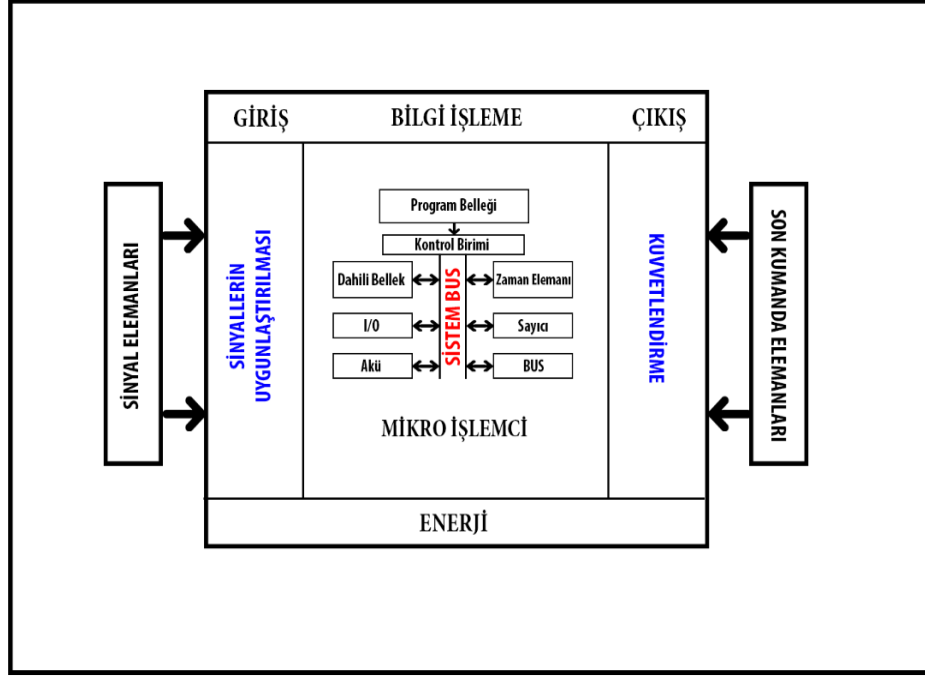 GİRİŞ
BİLGİ İŞLEME
ÇIKIŞ
SİNYAL ELEMANLARI
SİNYALLERİN
UYGUNLAŞTIRILMASI
Program Belleği
Kontrol Birimi
Dahili Bellek
I/O
Akü
SİSTEM BUS
Zaman Elemanı
Sayıcı
BUS
MİKRO İŞLEMCİ
KUVVETLENDİRME
SON KUMANDA ELEMANLARI
ENERJİ